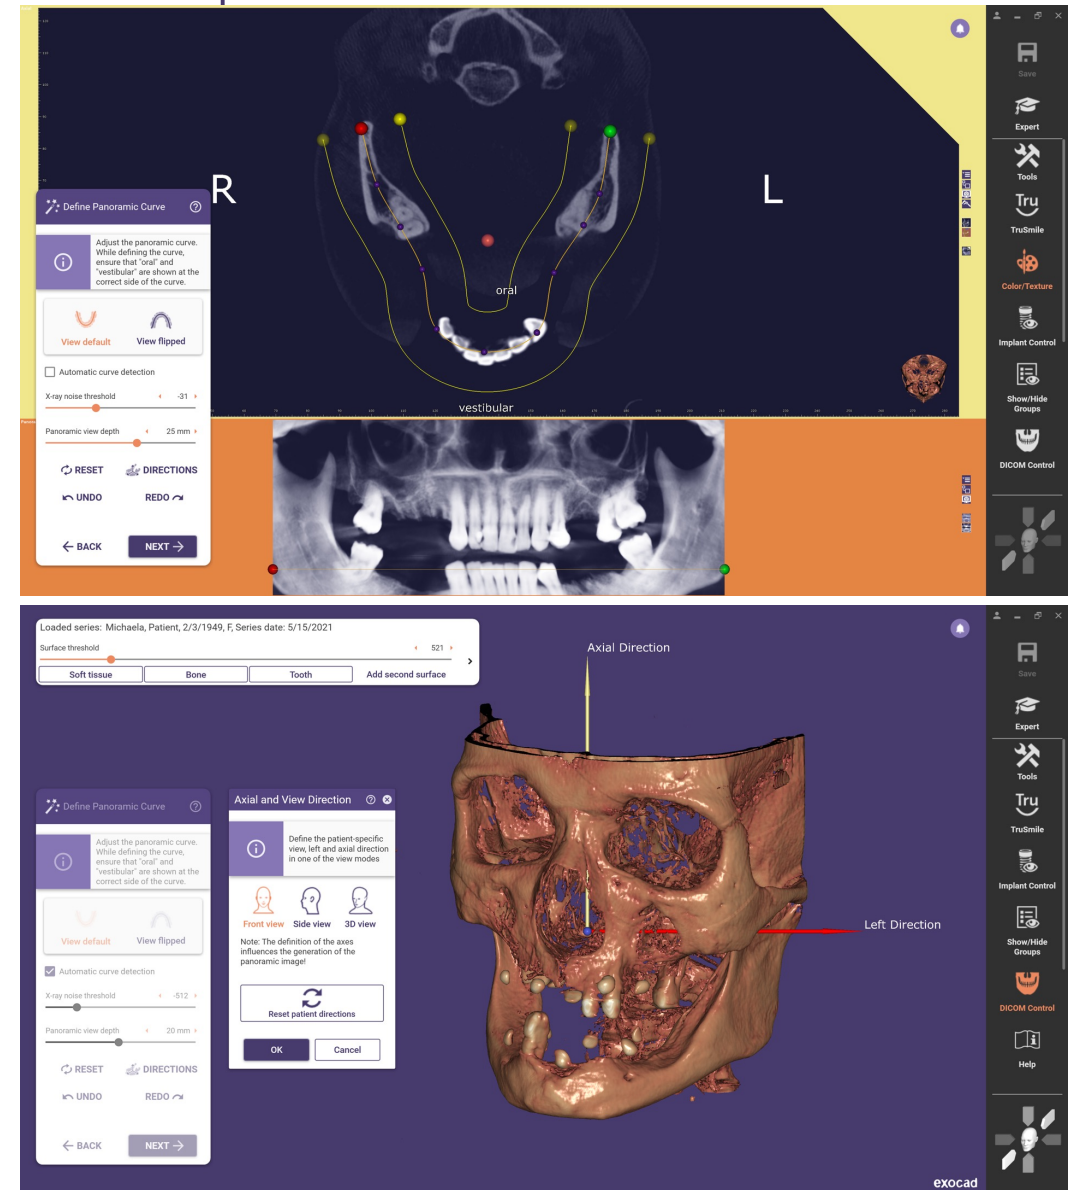 R
L
oral
vestibular
Define Panoramic Curve
Adjust the panoramic curve.
While defining the curve,
ensure that "oral" and
"vestibular" are shown at the
correct side of the curve.
View default
View flipped
Automatic curve detection
X-ray noise threshold
-31
Panoramic view depth
25 mm
RESET
DIRECTIONS
UNDO
REDO
BACK
NEXT
Save
Expert
Tools
Tru
TruSmile
Color/Texture
Implant Control
Show/Hide
Groups
DICOM Control
Loaded series: Michaela, Patient, 2/3/1949, F, Series date: 5/15/2021
Surface threshold
521
Soft tissue
Bone
Tooth
Add second surface
Axial Direction
Left Direction
Define Panoramic Curve
Adjust the panoramic curve.
While defining the curve,
ensure that "oral" and
"vestibular" are shown at the
correct side of the curve.
View default
View flipped
Automatic curve detection
X-ray noise threshold
-512
Panoramic view depth
20 mm
RESET
DIRECTIONS
UNDO
REDO
BACK
NEXT
Axial and View Direction
Define the patient-specific
view, left and axial direction
in one of the view modes
Front view
Side view
3D view
Note: The definition of the axes
influences the generation of the
panoramic image!
Reset patient directions
OK
Cancel
Save
Expert
Tools
Tru
TruSmile
Implant Control
Show/Hide
Groups
DICOM Control
Help
exocad